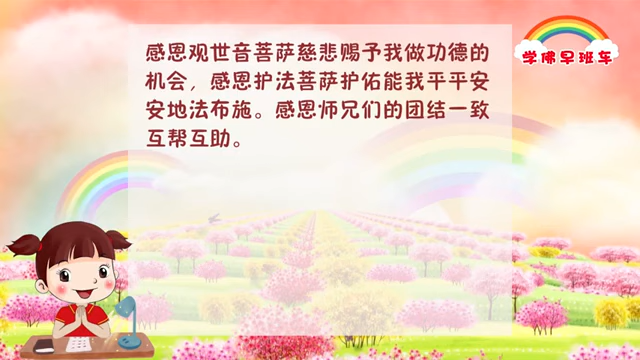 感恩观世音菩萨慈悲赐予我做功德的
机会，感恩护法菩萨护佑能我平平安
安地法布施。感恩师兄们的团结一致
互帮互助。
学佛早班车